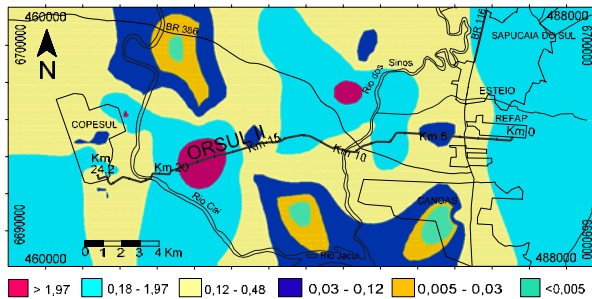 460000
488000
BR 386
BR 116
6700000
6700000
SAPUCAIA DO SUL
N
Sinos
Rio dos
ESTEIO
COPESUL
REFAP
ORSUL II
Km 0
Km 5
Km 15
Km 10
Km 20
Km
24,2
Rio Caí
CANOAS
6690000
6690000
0 1 2 3 4 Km
Rio Jacuí
460000
488000
> 1,97
0,18 - 1,97
0,12 - 0,48
0,03 - 0,12
0,005 - 0,03
<0,005